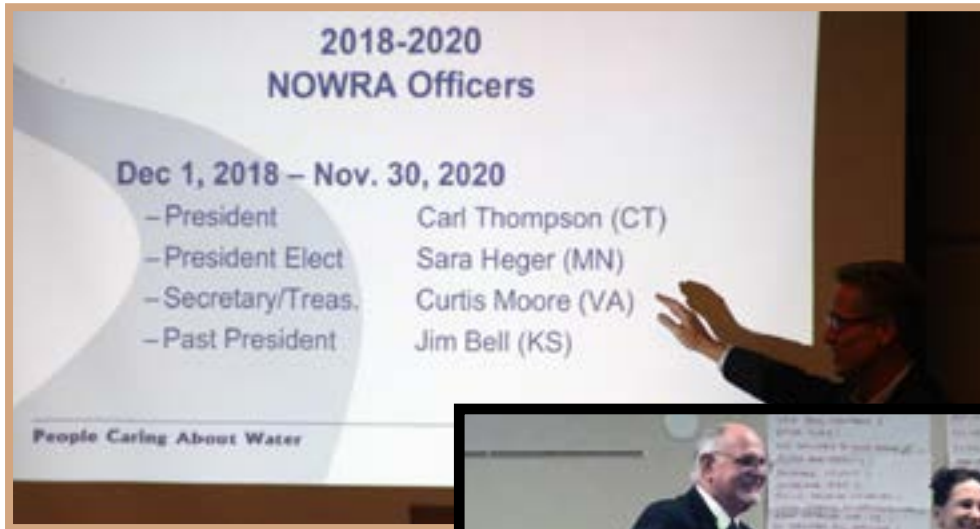 2018-2020
NOWRA Officers
Dec 1, 2018 – Nov. 30, 2020
– President Carl Thompson (CT)
– President Elect Sara Heger (MN)
– Secretary/Treas. Curtis Moore (VA)
– Past President Jim Bell (KS)
People Caring About Water